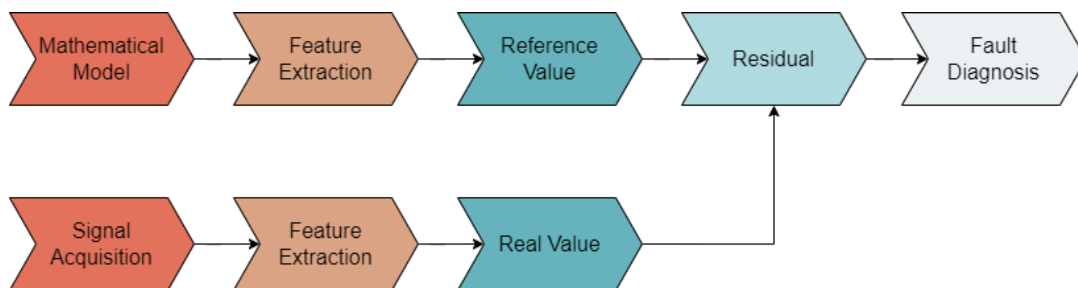 Mathematical
Model
Feature
Extraction
Reference
Value
Residual
Fault
Diagnosis
Signal
Acquisition
Feature
Extraction
Real Value